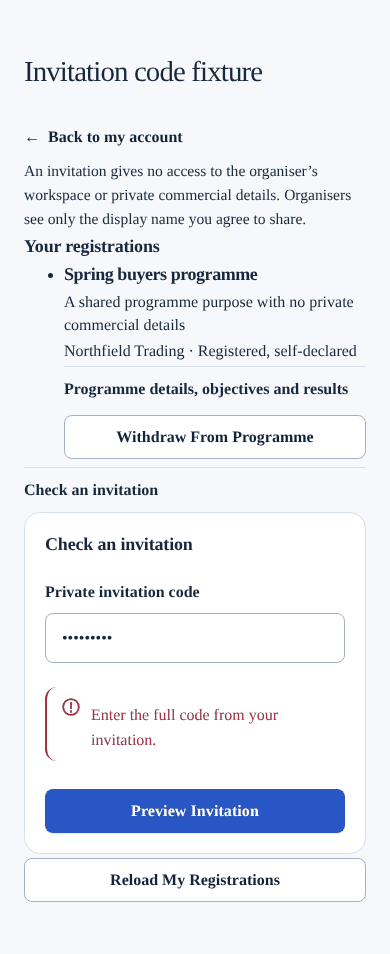 Invitation code fixture
← Back to my account
An invitation gives no access to the organiser’s
workspace or private commercial details. Organisers
see only the display name you agree to share.
Your registrations
• Spring buyers programme
A shared programme purpose with no private
commercial details
Northfield Trading · Registered, self-declared
Programme details, objectives and results
Withdraw From Programme
Check an invitation
Check an invitation
Private invitation code
•••••••••
Enter the full code from your
invitation.
Preview Invitation
Reload My Registrations